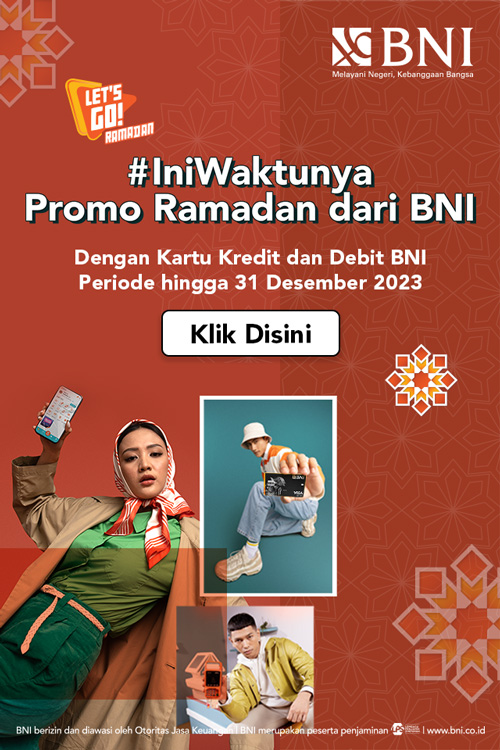 BNI
Melayani Negeri, Kebanggaan Bangsa
LET'S
GO!
RAMADAN
#IniWaktunya
Promo Ramadan dari BNI
Dengan Kartu Kredit dan Debit BNI
Periode hingga 31 Desember 2023
Klik Disini
VISA
BNI berizin dan diawasi oleh Otoritas Jasa Keuangan | BNI merupakan peserta penjaminan LPS | www.bni.co.id